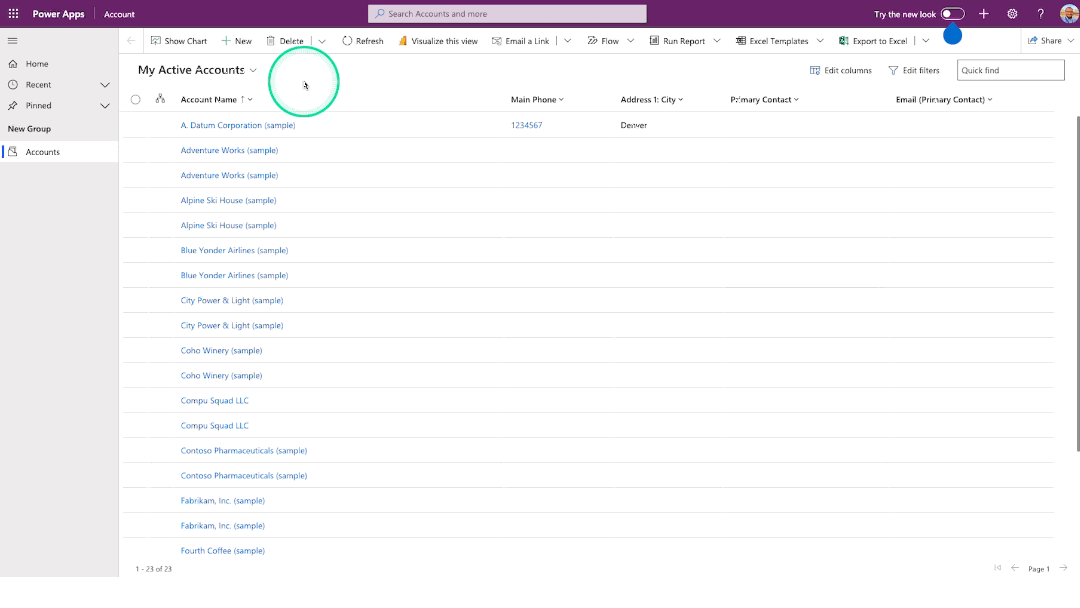 Power Apps Account Search Accounts and more Try the new look
Show Chart New Delete Refresh Visualize this view Email a Link Flow Run Report Excel Templates Export to Excel Share
Home
Recent
Pinned
New Group
Accounts
My Active Accounts Edit columns Edit filters Quick find
Account Name ↑ Main Phone Address 1: City Primary Contact Email (Primary Contact)
A. Datum Corporation (sample) 1234567 Denver
Adventure Works (sample)
Adventure Works (sample)
Alpine Ski House (sample)
Alpine Ski House (sample)
Blue Yonder Airlines (sample)
Blue Yonder Airlines (sample)
City Power & Light (sample)
City Power & Light (sample)
Coho Winery (sample)
Coho Winery (sample)
Compu Squad LLC
Compu Squad LLC
Contoso Pharmaceuticals (sample)
Contoso Pharmaceuticals (sample)
Fabrikam, Inc. (sample)
Fabrikam, Inc. (sample)
Fourth Coffee (sample)
1 - 23 of 23 Page 1